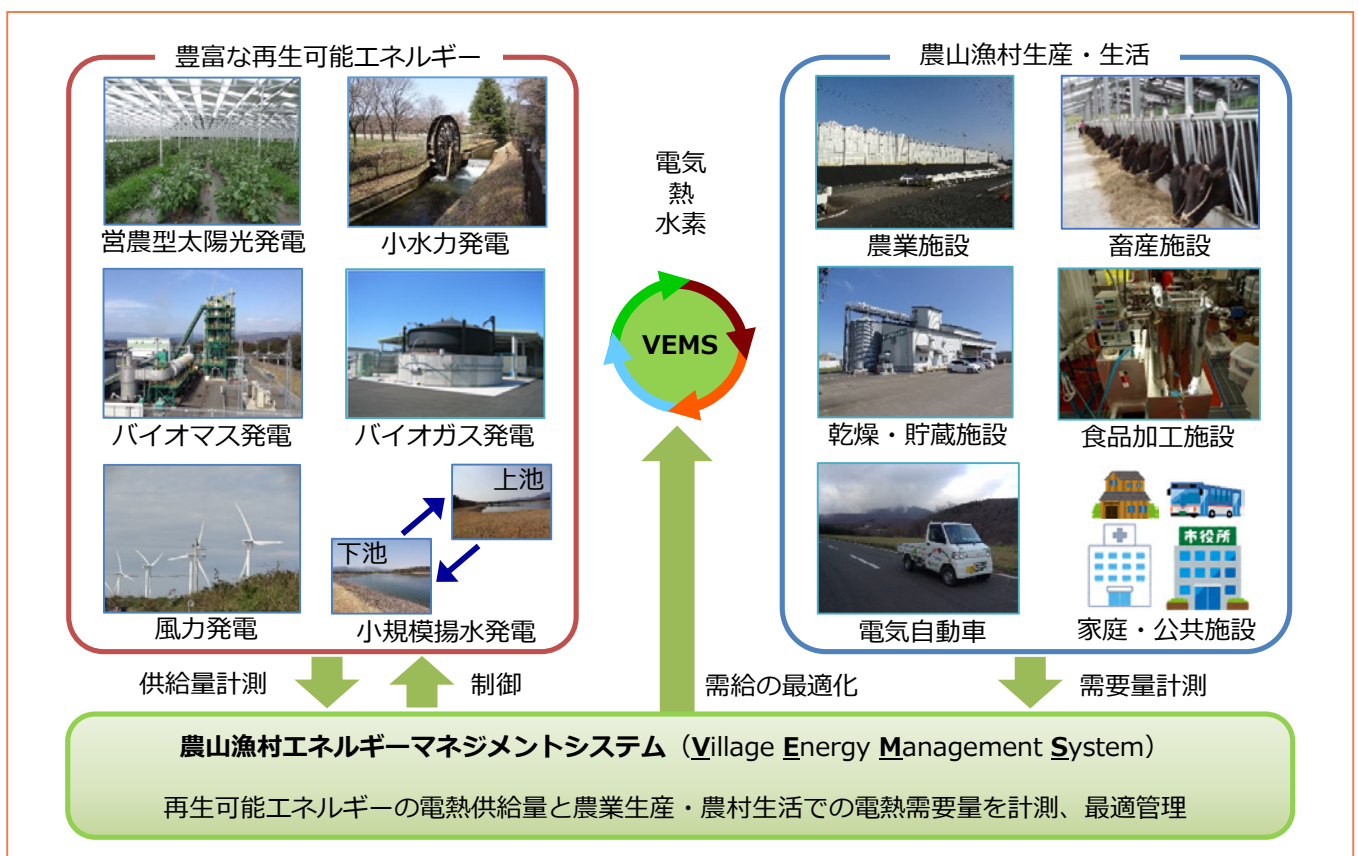 豊富な再生可能エネルギー
営農型太陽光発電
小水力発電
バイオマス発電
バイオガス発電
風力発電
上池
下池
小規模揚水発電
電気
熱
水素
VEMS
農山漁村生産・生活
農業施設
畜産施設
乾燥・貯蔵施設
食品加工施設
電気自動車
市役所
家庭・公共施設
供給量計測
制御
需給の最適化
需要量計測
農山漁村エネルギーマネジメントシステム（Village Energy Management System）
再生可能エネルギーの電熱供給量と農業生産・農村生活での電熱需要量を計測、最適管理